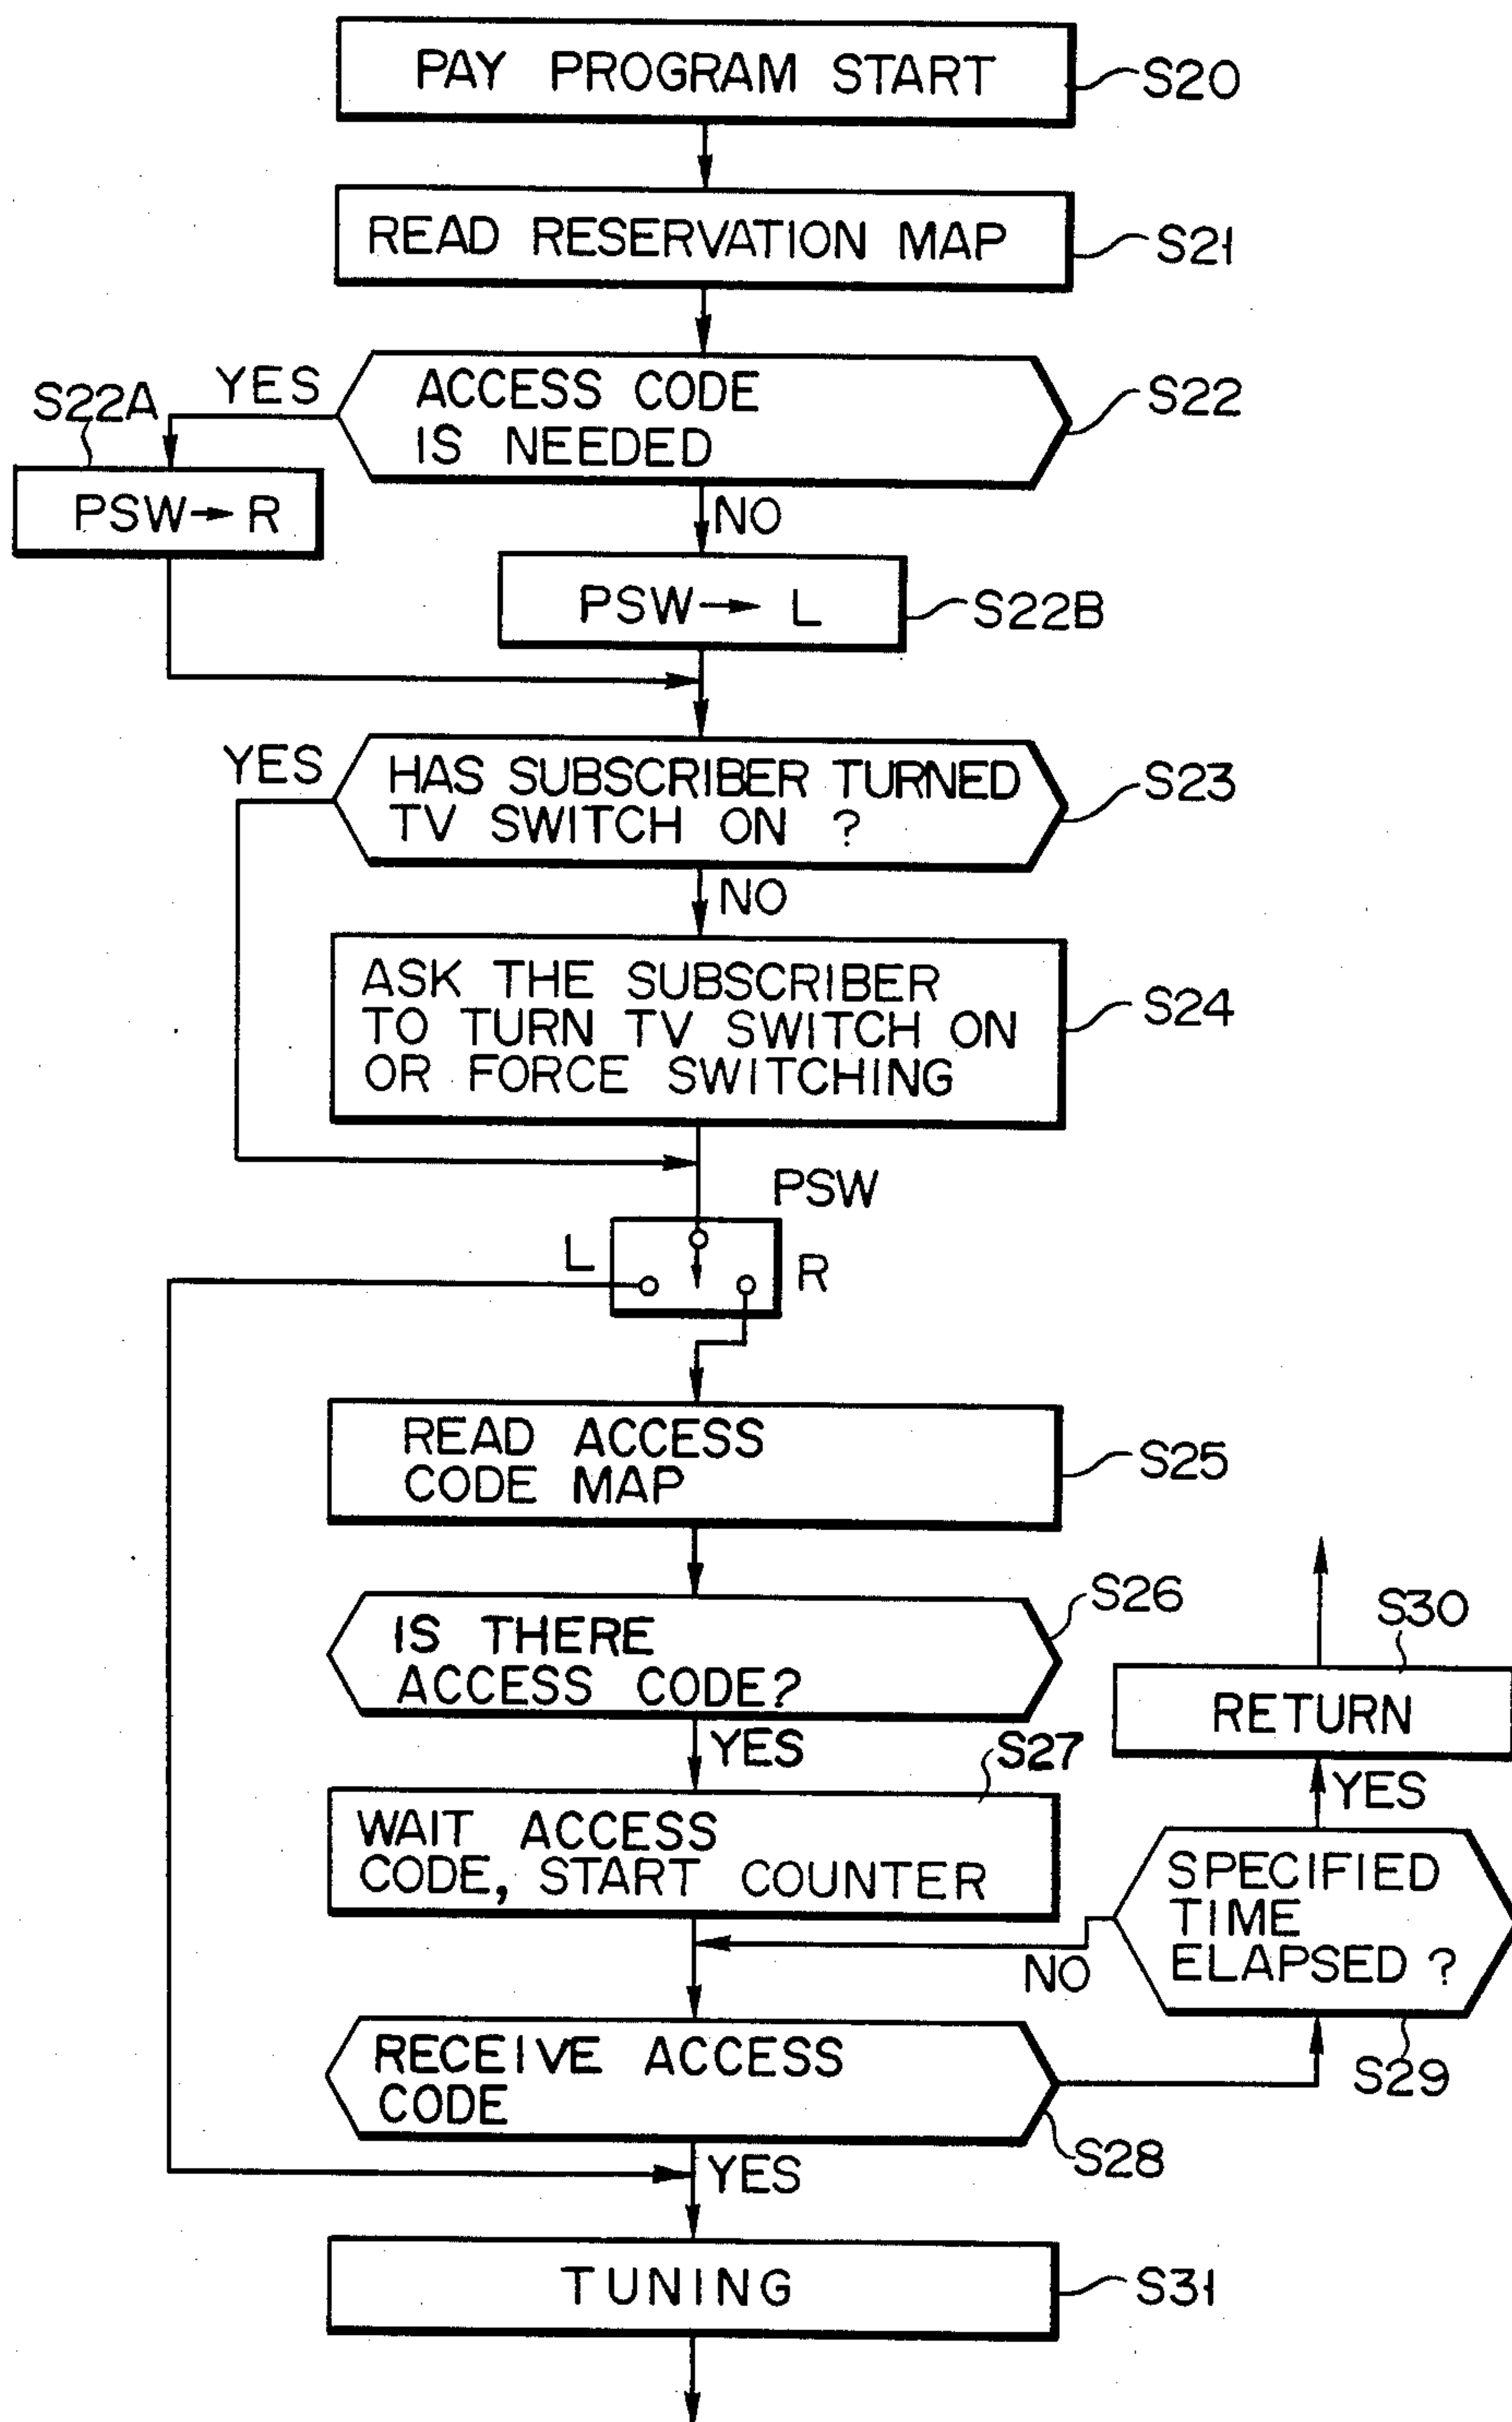 PAY PROGRAM START
S20
READ RESERVATION MAP
S21
YES
ACCESS CODE
IS NEEDED
S22
S22A
PSW→R
NO
PSW→ L
S22B
YES
HAS SUBSCRIBER TURNED
TV SWITCH ON ?
S23
NO
ASK THE SUBSCRIBER
TO TURN TV SWITCH ON
OR FORCE SWITCHING
S24
PSW
L
R
READ ACCESS
CODE MAP
S25
IS THERE
ACCESS CODE?
S26
S30
RETURN
YES
S27
YES
WAIT ACCESS
CODE, START COUNTER
SPECIFIED
TIME
ELAPSED ?
NO
RECEIVE ACCESS
CODE
S29
S28
YES
TUNING
S31